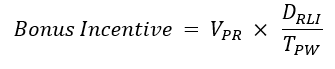 Bonus Incentive = V_PR × D_RLI / T_PW